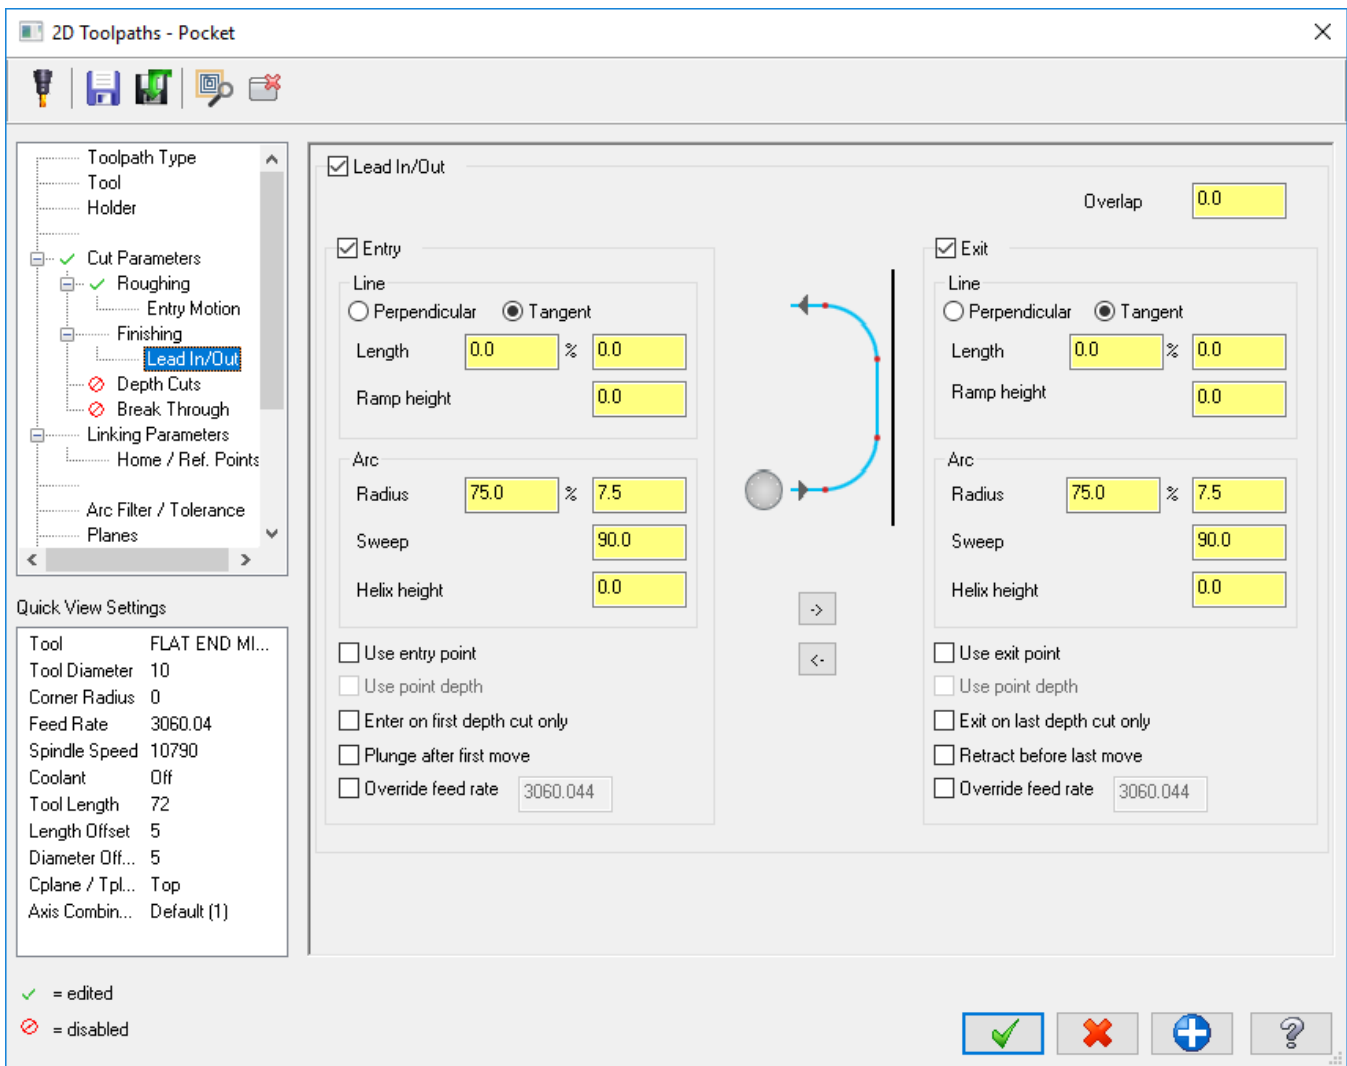 2D Toolpaths - Pocket
Toolpath Type
Tool
Holder
Cut Parameters
Roughing
Entry Motion
Finishing
Lead In/Out
Depth Cuts
Break Through
Linking Parameters
Home / Ref. Points
Arc Filter / Tolerance
Planes
Quick View Settings
Tool FLAT END MI...
Tool Diameter 10
Corner Radius 0
Feed Rate 3060.04
Spindle Speed 10790
Coolant Off
Tool Length 72
Length Offset 5
Diameter Off... 5
Cplane / Tpl... Top
Axis Combin... Default (1)
= edited
= disabled
Lead In/Out
Overlap 0.0
Entry
Line
Perpendicular Tangent
Length 0.0 % 0.0
Ramp height 0.0
Arc
Radius 75.0 % 7.5
Sweep 90.0
Helix height 0.0
Use entry point
Use point depth
Enter on first depth cut only
Plunge after first move
Override feed rate 3060.044
->
<-
Exit
Line
Perpendicular Tangent
Length 0.0 % 0.0
Ramp height 0.0
Arc
Radius 75.0 % 7.5
Sweep 90.0
Helix height 0.0
Use exit point
Use point depth
Exit on last depth cut only
Retract before last move
Override feed rate 3060.044